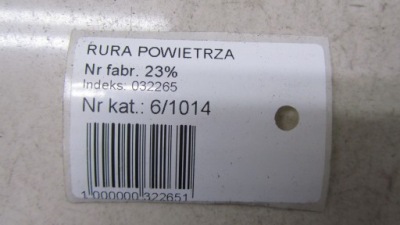 RURA POWIETRZA
Nr fabr. 23%
Indeks: 032265
Nr kat.: 6/1014
1 000000 322651